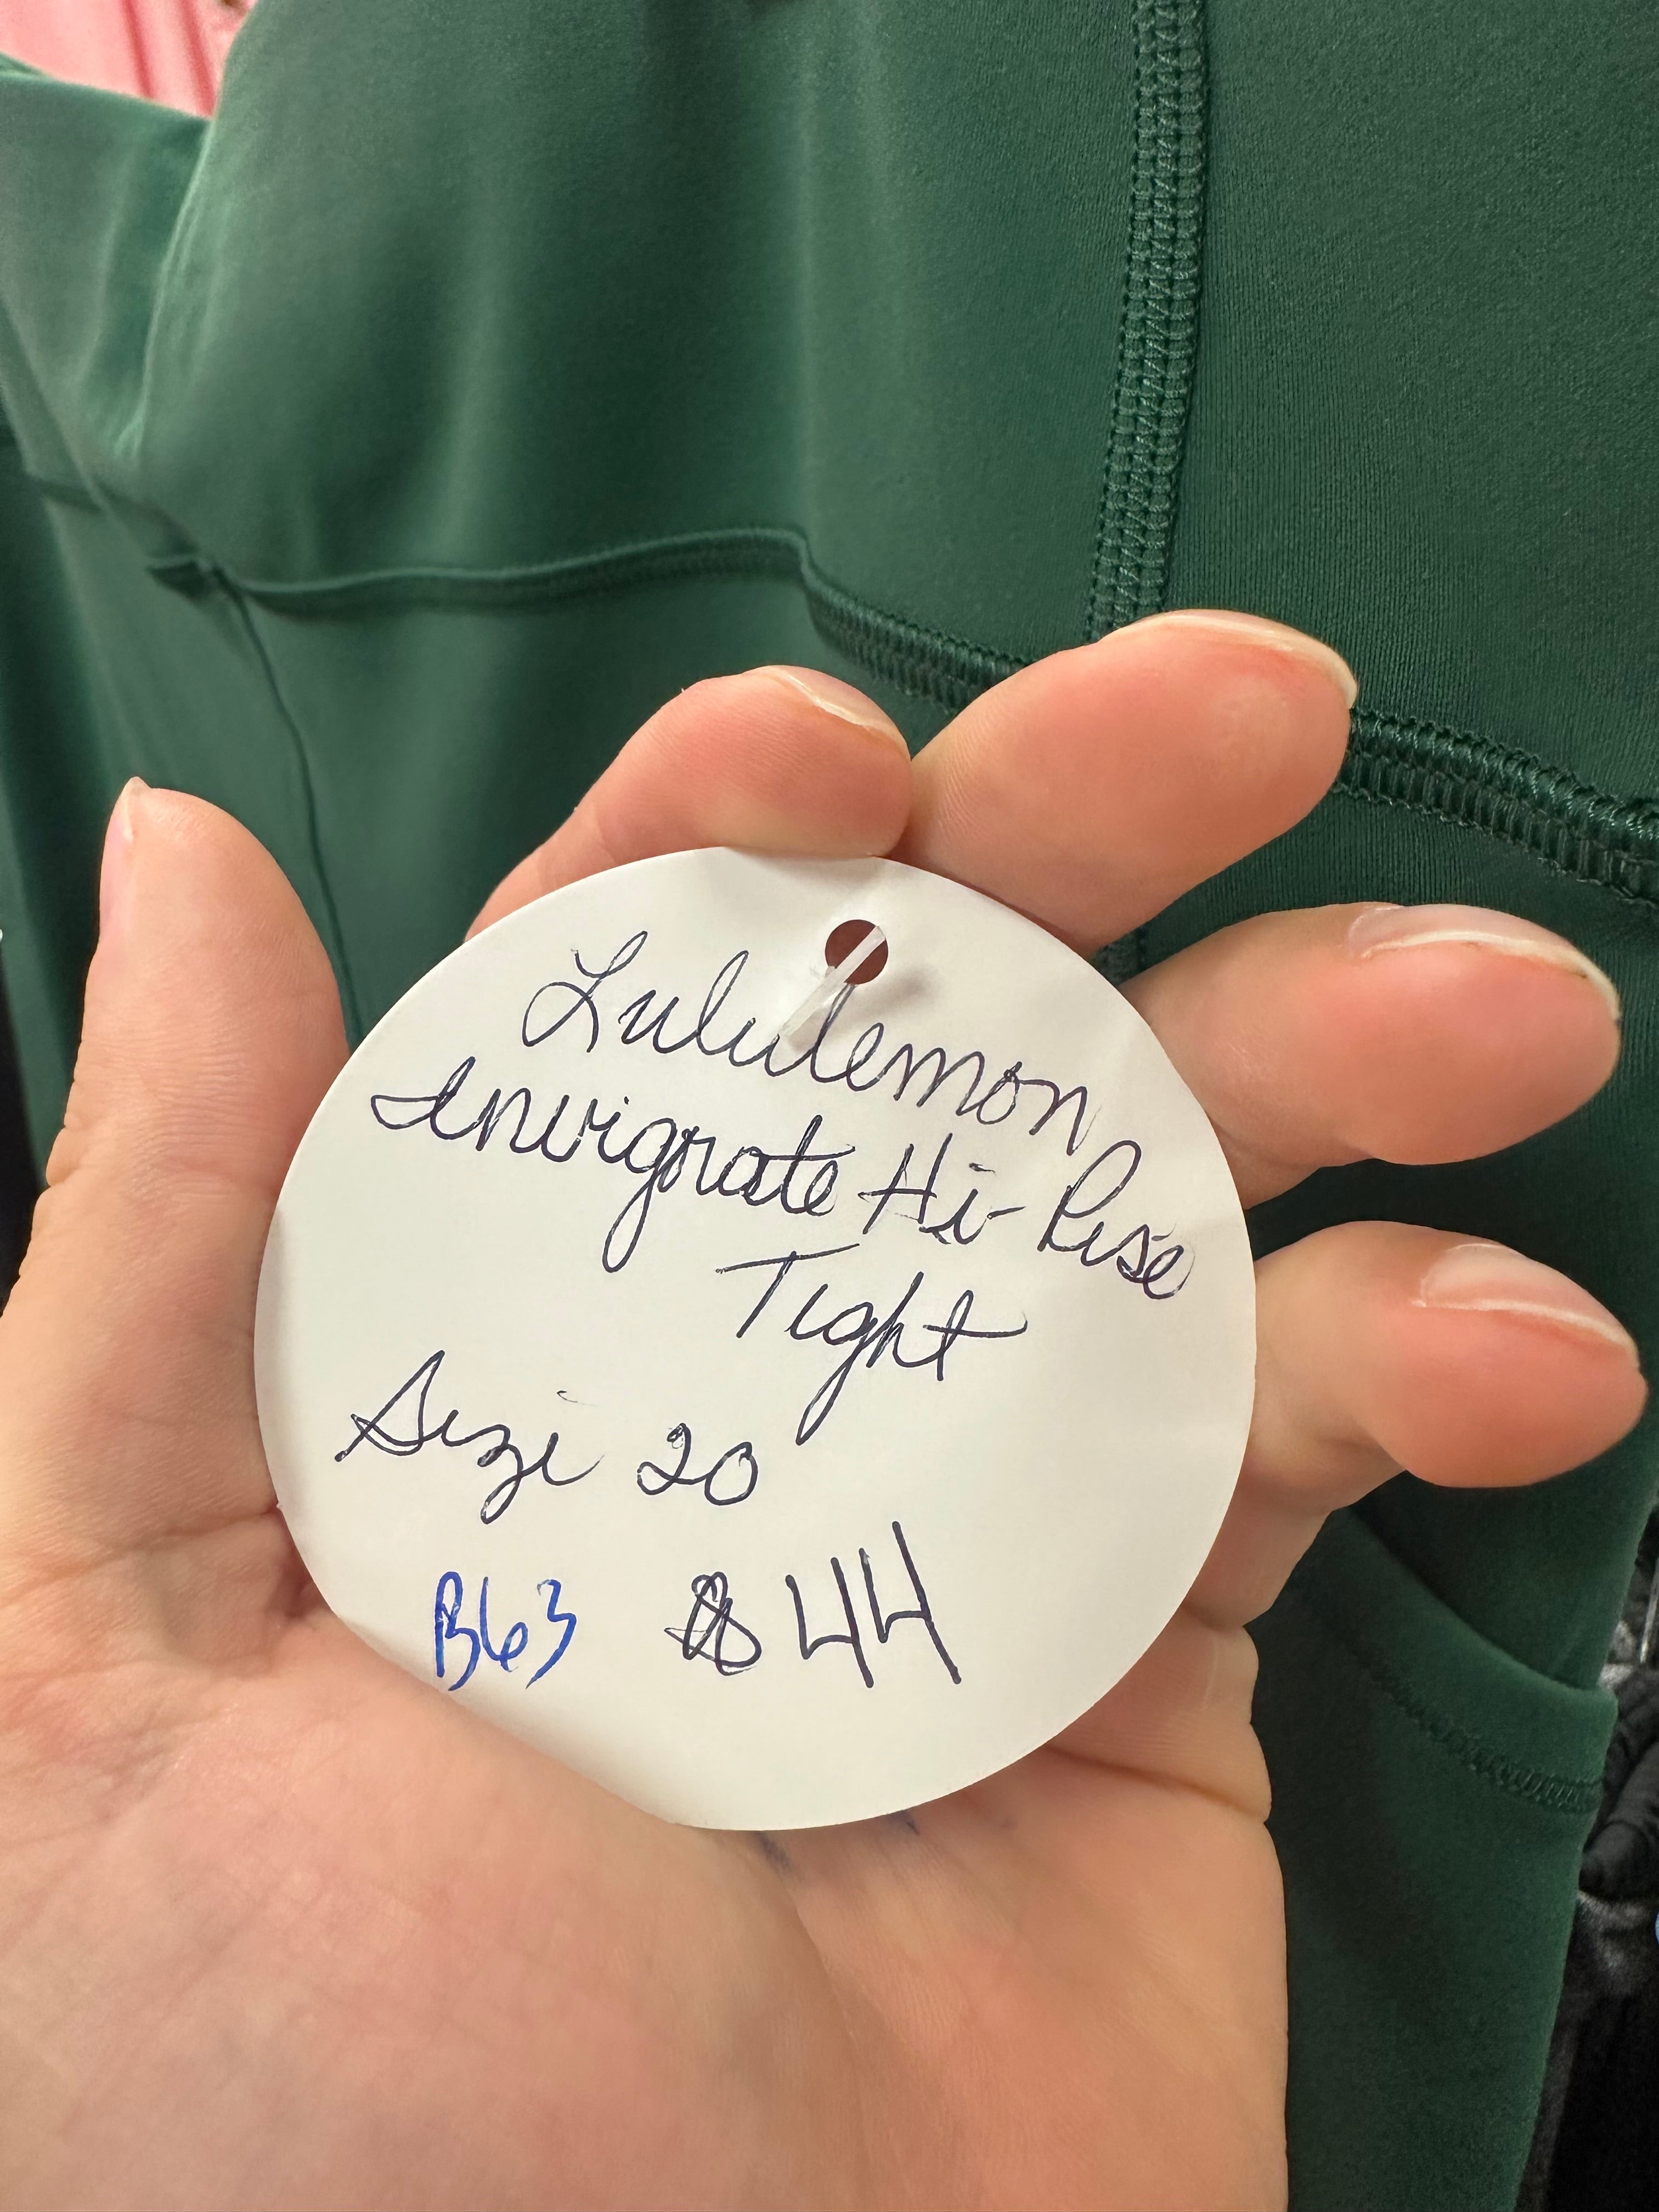 Lululemon
Invigrate Hi-Rise
Tight
Size 20
B63 $44